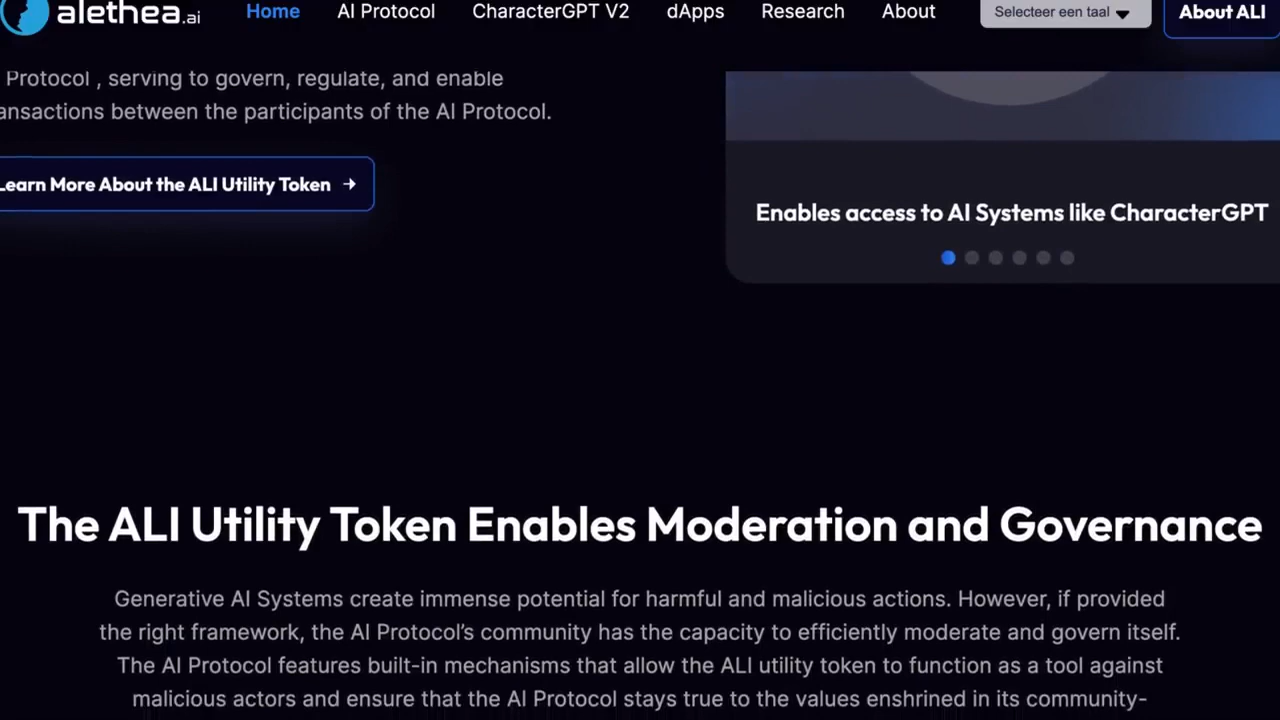 alethea.ai Home AI Protocol CharacterGPT V2 dApps Research About Selecteer een taal About ALI
Protocol , serving to govern, regulate, and enable
ansactions between the participants of the AI Protocol.
Learn More About the ALI Utility Token →
Enables access to AI Systems like CharacterGPT
The ALI Utility Token Enables Moderation and Governance
Generative AI Systems create immense potential for harmful and malicious actions. However, if provided
the right framework, the AI Protocol’s community has the capacity to efficiently moderate and govern itself.
The AI Protocol features built-in mechanisms that allow the ALI utility token to function as a tool against
malicious actors and ensure that the AI Protocol stays true to the values enshrined in its community-